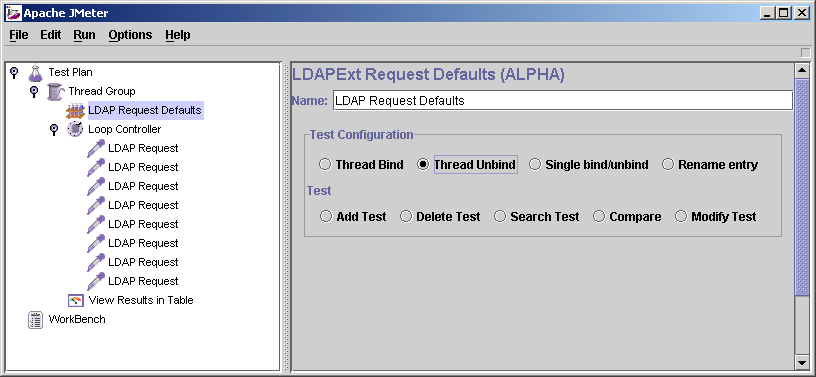 Apache JMeter
File Edit Run Options Help
Test Plan
Thread Group
LDAP Request Defaults
Loop Controller
LDAP Request
LDAP Request
LDAP Request
LDAP Request
LDAP Request
LDAP Request
LDAP Request
LDAP Request
View Results in Table
WorkBench
LDAPExt Request Defaults (ALPHA)
Name: LDAP Request Defaults
Test Configuration
Thread Bind Thread Unbind Single bind/unbind Rename entry
Test
Add Test Delete Test Search Test Compare Modify Test